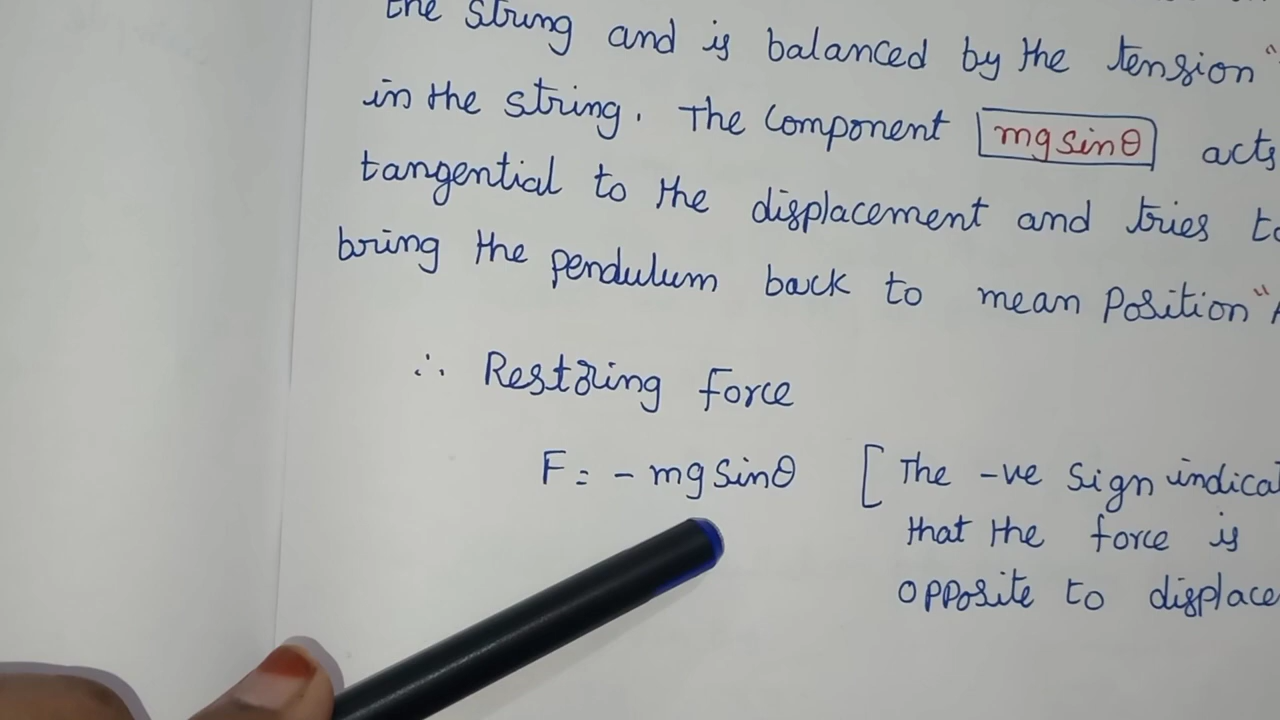 the string and is balanced by the tension "
in the string. The component mg sinθ acts
tangential to the displacement and tries to
bring the pendulum back to mean Position "
∴ Restoring force
F = - mg sinθ [ The -ve sign indica
that the force is
opposite to displace